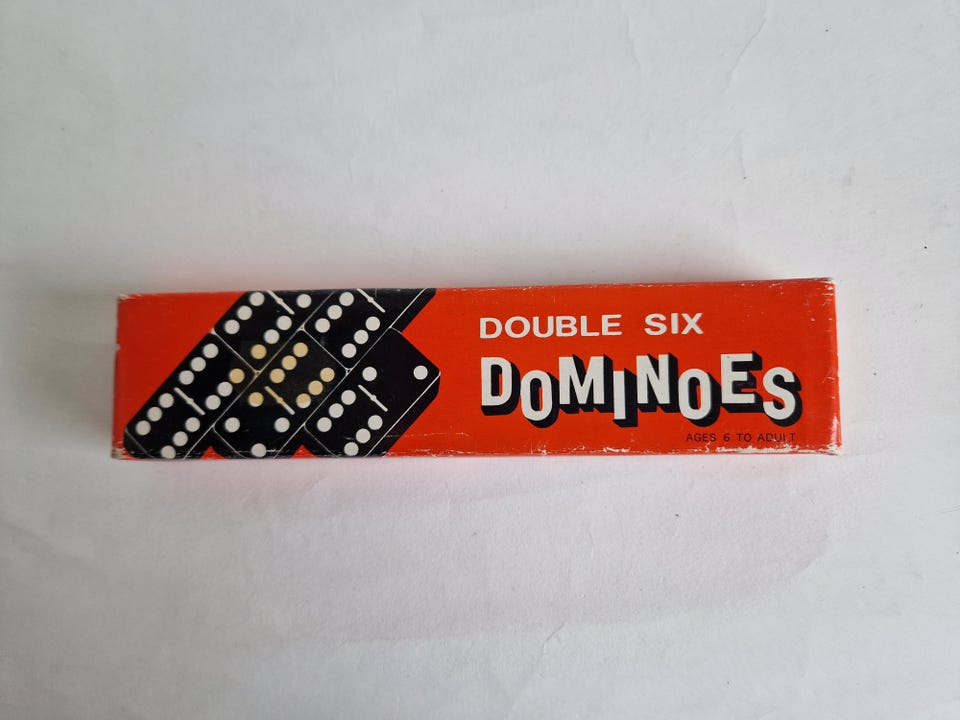 DOUBLE SIX
DOMINOES
AGES 6 TO ADULT